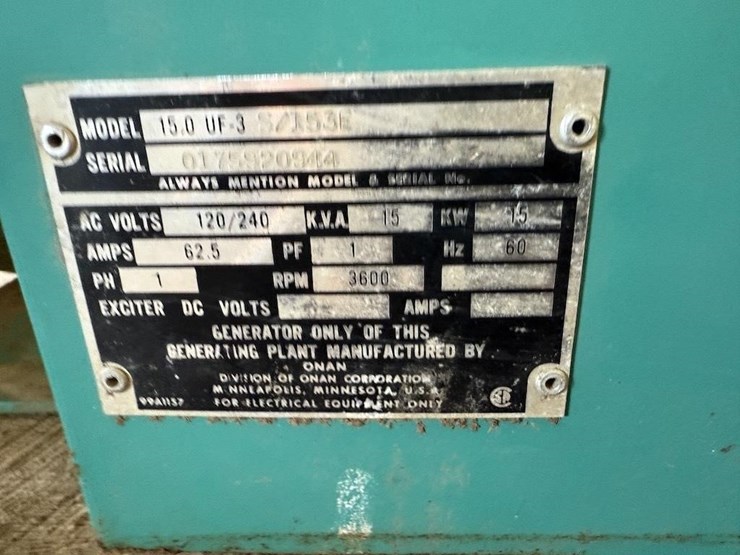 MODEL 15.0 UF-3 S/153E
SERIAL 0175920944
ALWAYS MENTION MODEL & SERIAL No.
AC VOLTS 120/240 K.V.A. 15 KW 15
AMPS 62.5 PF 1 Hz 60
PH 1 RPM 3600
EXCITER DC VOLTS AMPS
GENERATOR ONLY OF THIS
GENERATING PLANT MANUFACTURED BY
ONAN
DIVISION OF ONAN CORPORATION
MINNEAPOLIS, MINNESOTA, U.S.A.
99A1157 FOR ELECTRICAL EQUIPMENT ONLY